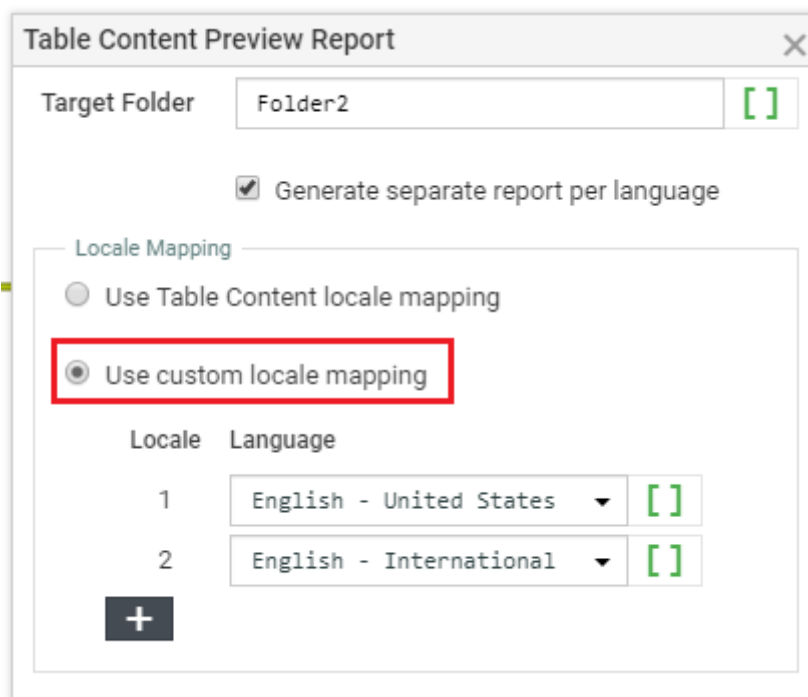 Table Content Preview Report
Target Folder Folder2 []
Generate separate report per language
Locale Mapping
Use Table Content locale mapping
Use custom locale mapping
Locale Language
1 English - United States []
2 English - International []
+